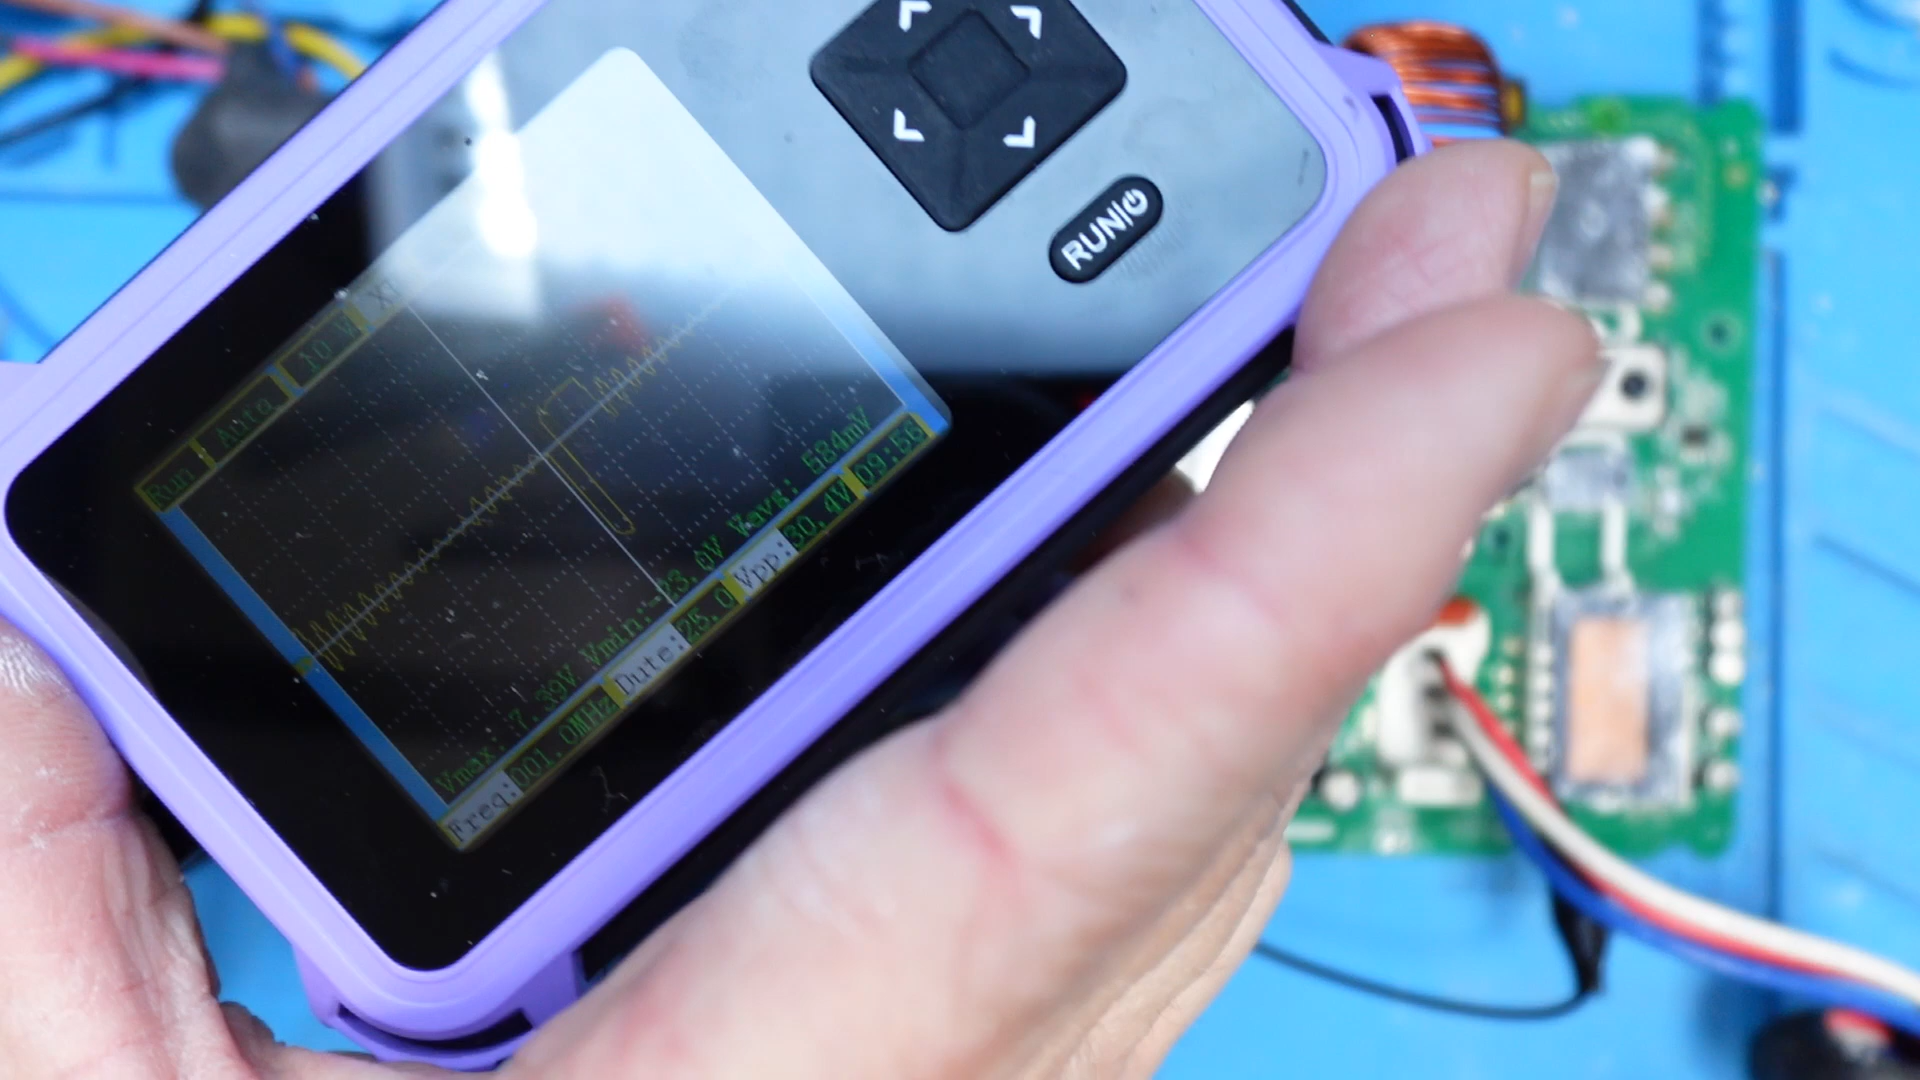 RUN|⏻
Run Auto 10 V X
Vmax: 7.39V Vmin:-23.0V Vavg: 584mV
Freq:001.0MHz Dute:25.0 Vpp:30.4V 09:56